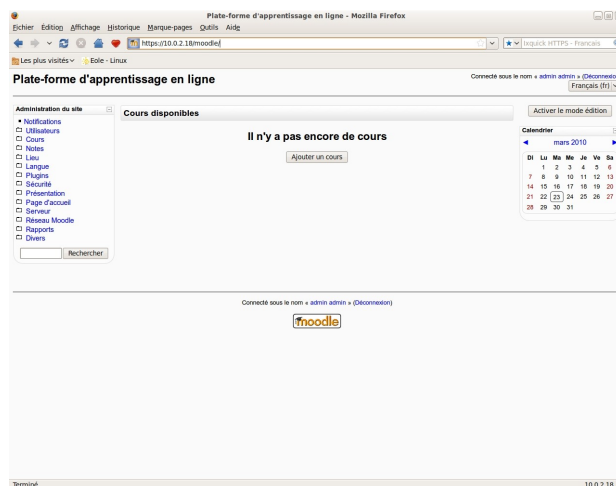 Plate-forme d'apprentissage en ligne - Mozilla Firefox
Fichier Édition Affichage Historique Marque-pages Outils Aide
https://10.0.2.18/moodle/
Ixquick HTTPS - Francais
Les plus visités
Eole - Linux
Plate-forme d'apprentissage en ligne
Connecté sous le nom « admin admin » (Déconnexio
Français (fr)
Administration du site
Notifications
Utilisateurs
Cours
Notes
Lieu
Langue
Plugins
Sécurité
Présentation
Page d'accueil
Serveur
Réseau Moodle
Rapports
Divers
Rechercher
Cours disponibles
Il n'y a pas encore de cours
Ajouter un cours
Activer le mode édition
Calendrier
mars 2010
Di Lu Ma Me Je Ve Sa
1 2 3 4 5 6
7 8 9 10 11 12 13
14 15 16 17 18 19 20
21 22 23 24 25 26 27
28 29 30 31
Connecté sous le nom « admin admin » (Déconnexion)
moodle
Terminé
10.0.2.18